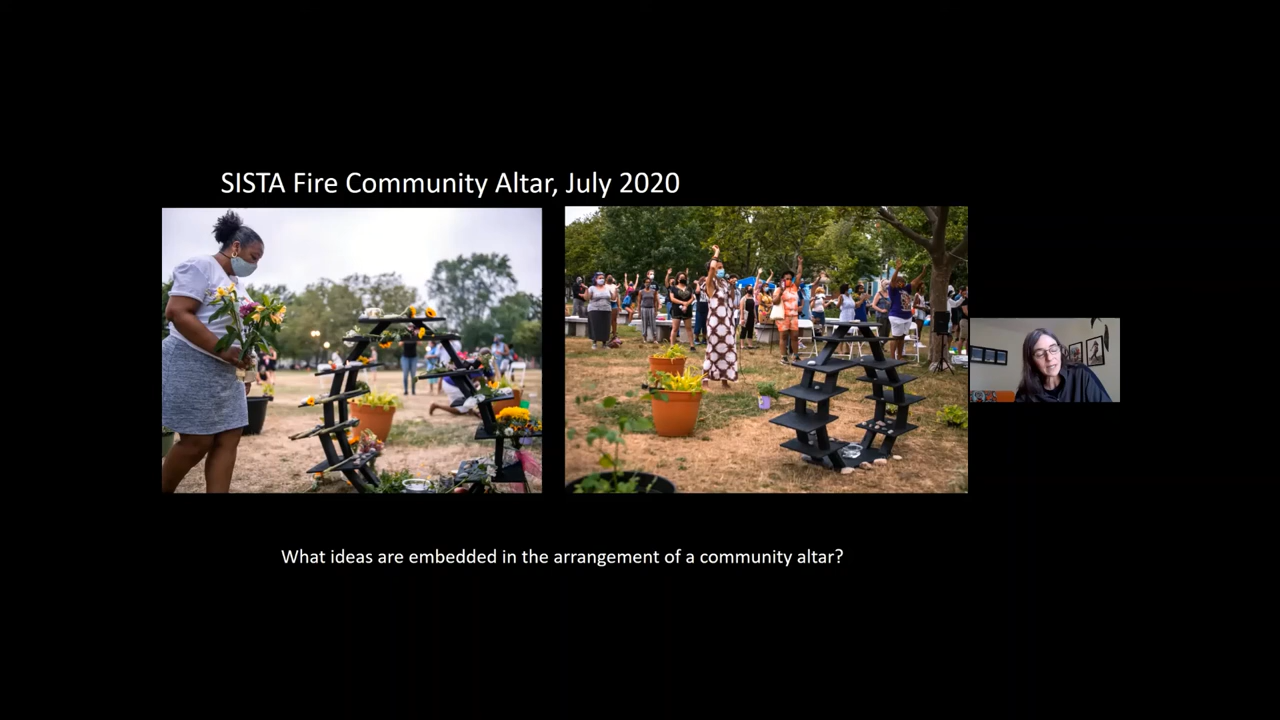 SISTA Fire Community Altar, July 2020
What ideas are embedded in the arrangement of a community altar?